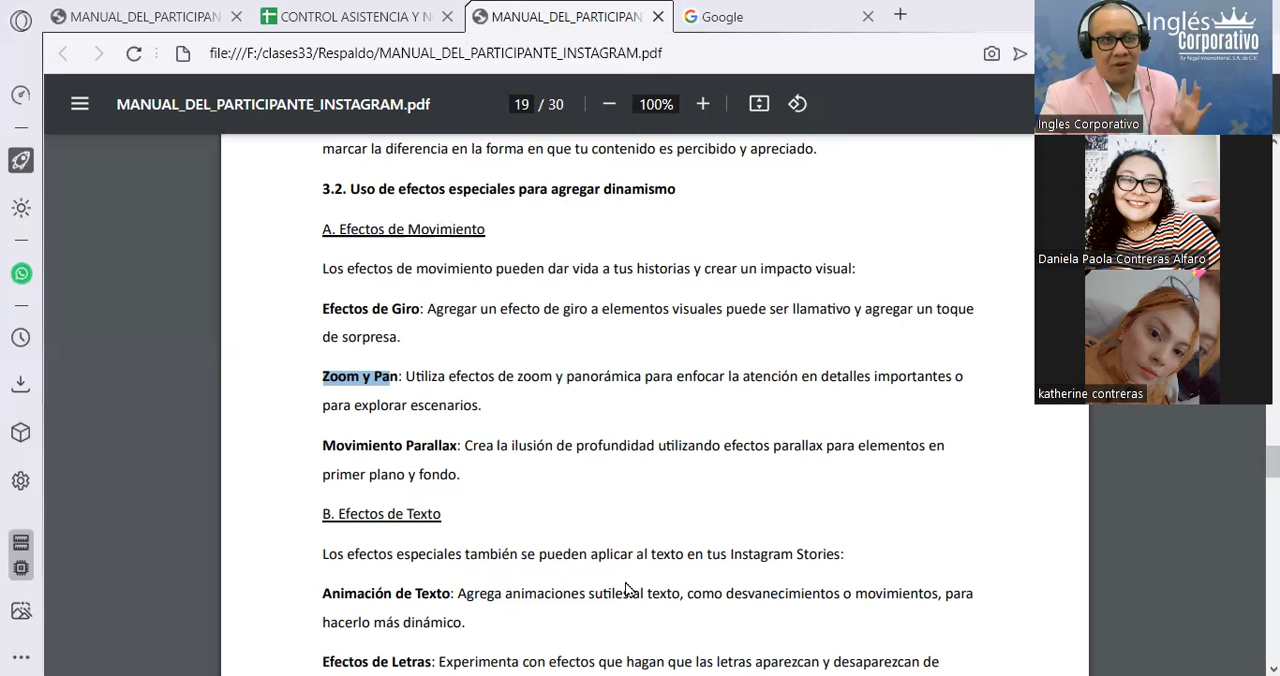 MANUAL_DEL_PARTICIPAN
CONTROL ASISTENCIA Y N
MANUAL_DEL_PARTICIPAN
Google
file:///F:/clases33/Respaldo/MANUAL_DEL_PARTICIPANTE_INSTAGRAM.pdf
MANUAL_DEL_PARTICIPANTE_INSTAGRAM.pdf
19 / 30
100%
marcar la diferencia en la forma en que tu contenido es percibido y apreciado.
3.2. Uso de efectos especiales para agregar dinamismo
A. Efectos de Movimiento
Los efectos de movimiento pueden dar vida a tus historias y crear un impacto visual:
Efectos de Giro: Agregar un efecto de giro a elementos visuales puede ser llamativo y agregar un toque
de sorpresa.
Zoom y Pan: Utiliza efectos de zoom y panorámica para enfocar la atención en detalles importantes o
para explorar escenarios.
Movimiento Parallax: Crea la ilusión de profundidad utilizando efectos parallax para elementos en
primer plano y fondo.
B. Efectos de Texto
Los efectos especiales también se pueden aplicar al texto en tus Instagram Stories:
Animación de Texto: Agrega animaciones sutiles al texto, como desvanecimientos o movimientos, para
hacerlo más dinámico.
Efectos de Letras: Experimenta con efectos que hagan que las letras aparezcan y desaparezcan de
Inglés
Corporativo
By Regal International, S.A. de C.V.
Ingles Corporativo
Daniela Paola Contreras Alfaro
katherine contreras